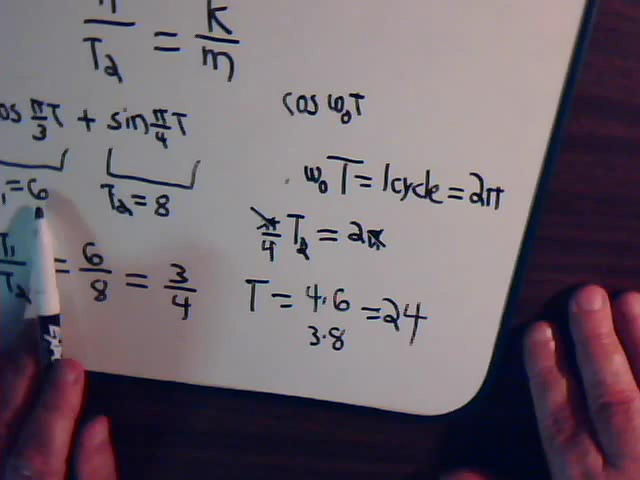 T₂ = K/m
cos π/3 T + sin π/4 T
₁=6 T₂=8
T₁/T₂ = 6/8 = 3/4
cos ω₀T
ω₀T=1cycle=2π
π/4 T₂ = 2π
T = 4·6 = 24
3·8